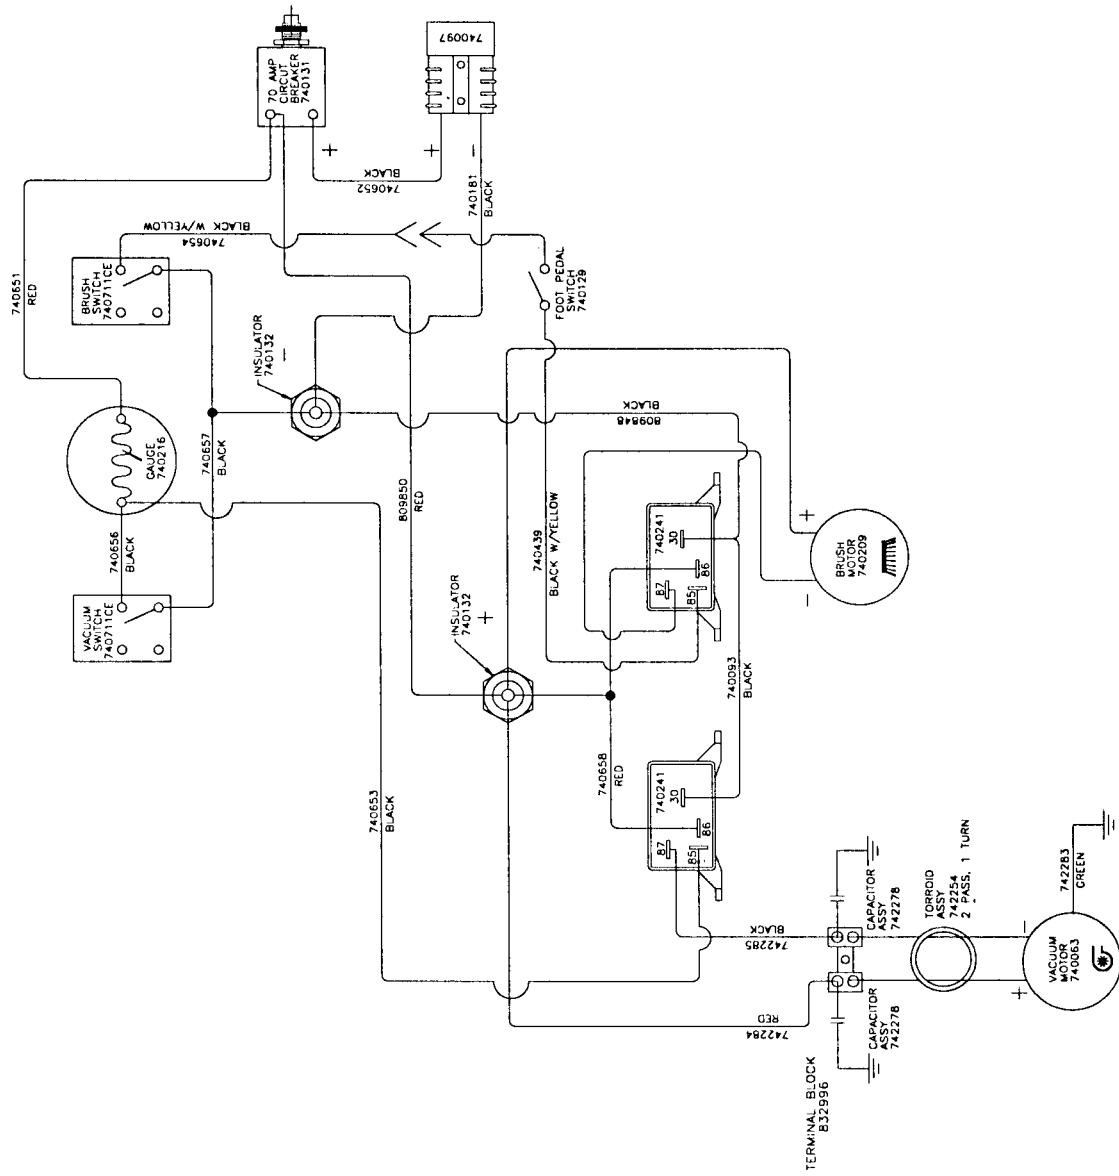 70 AMP
CIRCUT
BREAKER
740131
740097
+
+
−
BLACK
740652
740181
BLACK
740651
RED
BRUSH
SWITCH
740711CE
BLACK W/YELLOW
740654
FOOT PEDAL
SWITCH
740129
INSULATOR
740132
−
GAUGE
740216
740657
BLACK
740656
BLACK
VACUUM
SWITCH
740711CE
809850
RED
BLACK
809848
740439
BLACK W/YELLOW
INSULATOR
740132
+
740241
30
87
86
85
740093
BLACK
+
−
BRUSH
MOTOR
740209
740653
BLACK
740658
RED
740241
30
87
86
85
BLACK
742285
RED
742284
TERMINAL BLOCK
832996
CAPACITOR
ASSY
742278
CAPACITOR
ASSY
742278
TORROID
ASSY
742254
2 PASS, 1 TURN
−
+
VACUUM
MOTOR
740063
742283
GREEN